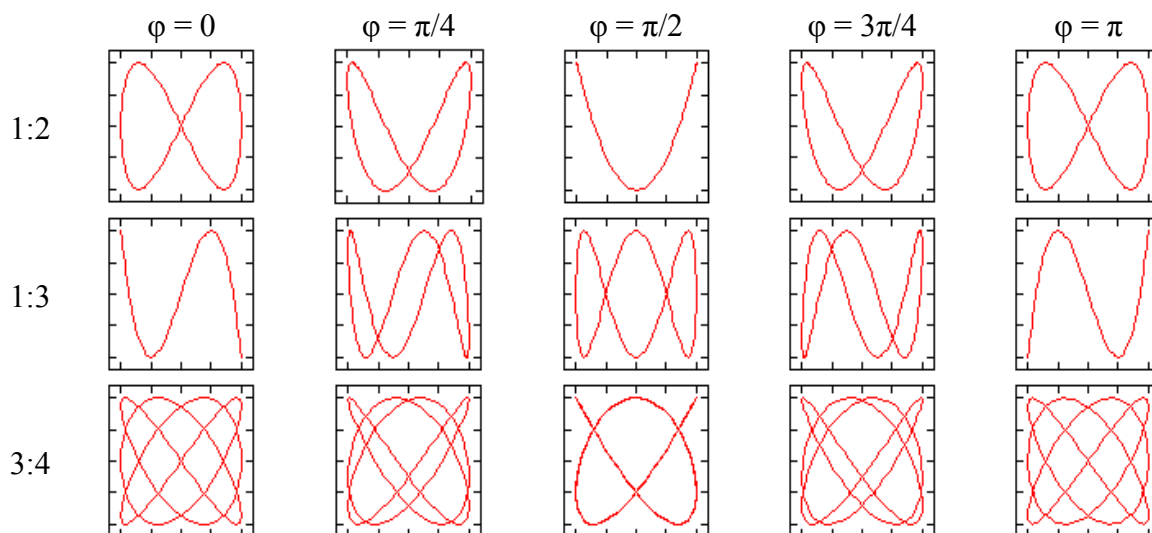 φ = 0 φ = π/4 φ = π/2 φ = 3π/4 φ = π
1:2
1:3
3:4